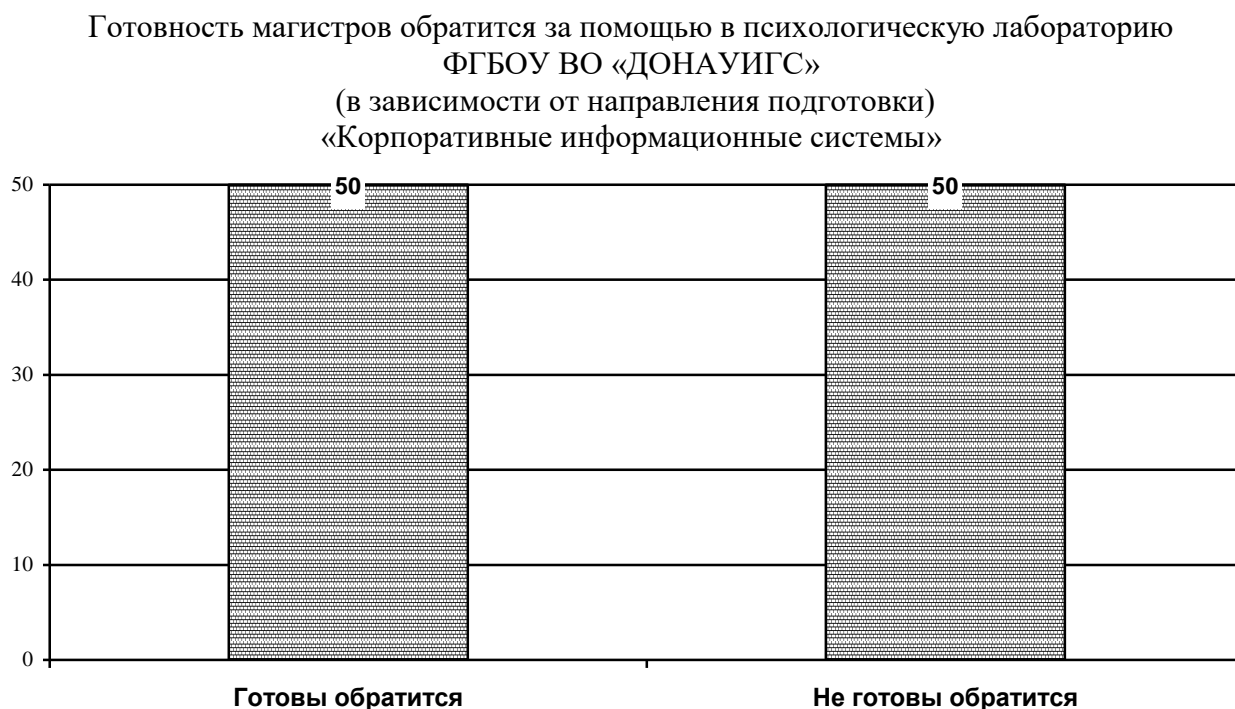 Готовность магистров обратится за помощью в психологическую лабораторию
ФГБОУ ВО «ДОНАУИГС»
(в зависимости от направления подготовки)
«Корпоративные информационные системы»
50
50
50
40
30
20
10
0
Готовы обратится
Не готовы обратится